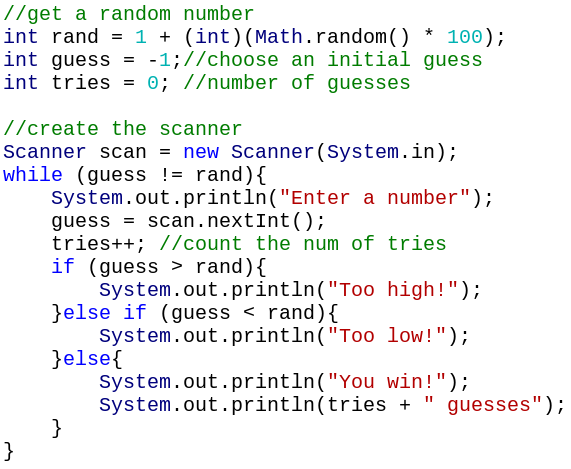 //get a random number
int rand = 1 + (int)(Math.random() * 100);
int guess = -1;//choose an initial guess
int tries = 0; //number of guesses

//create the scanner
Scanner scan = new Scanner(System.in);
while (guess != rand){
    System.out.println("Enter a number");
    guess = scan.nextInt();
    tries++; //count the num of tries
    if (guess > rand){
        System.out.println("Too high!");
    }else if (guess < rand){
        System.out.println("Too low!");
    }else{
        System.out.println("You win!");
        System.out.println(tries + " guesses");
    }
}